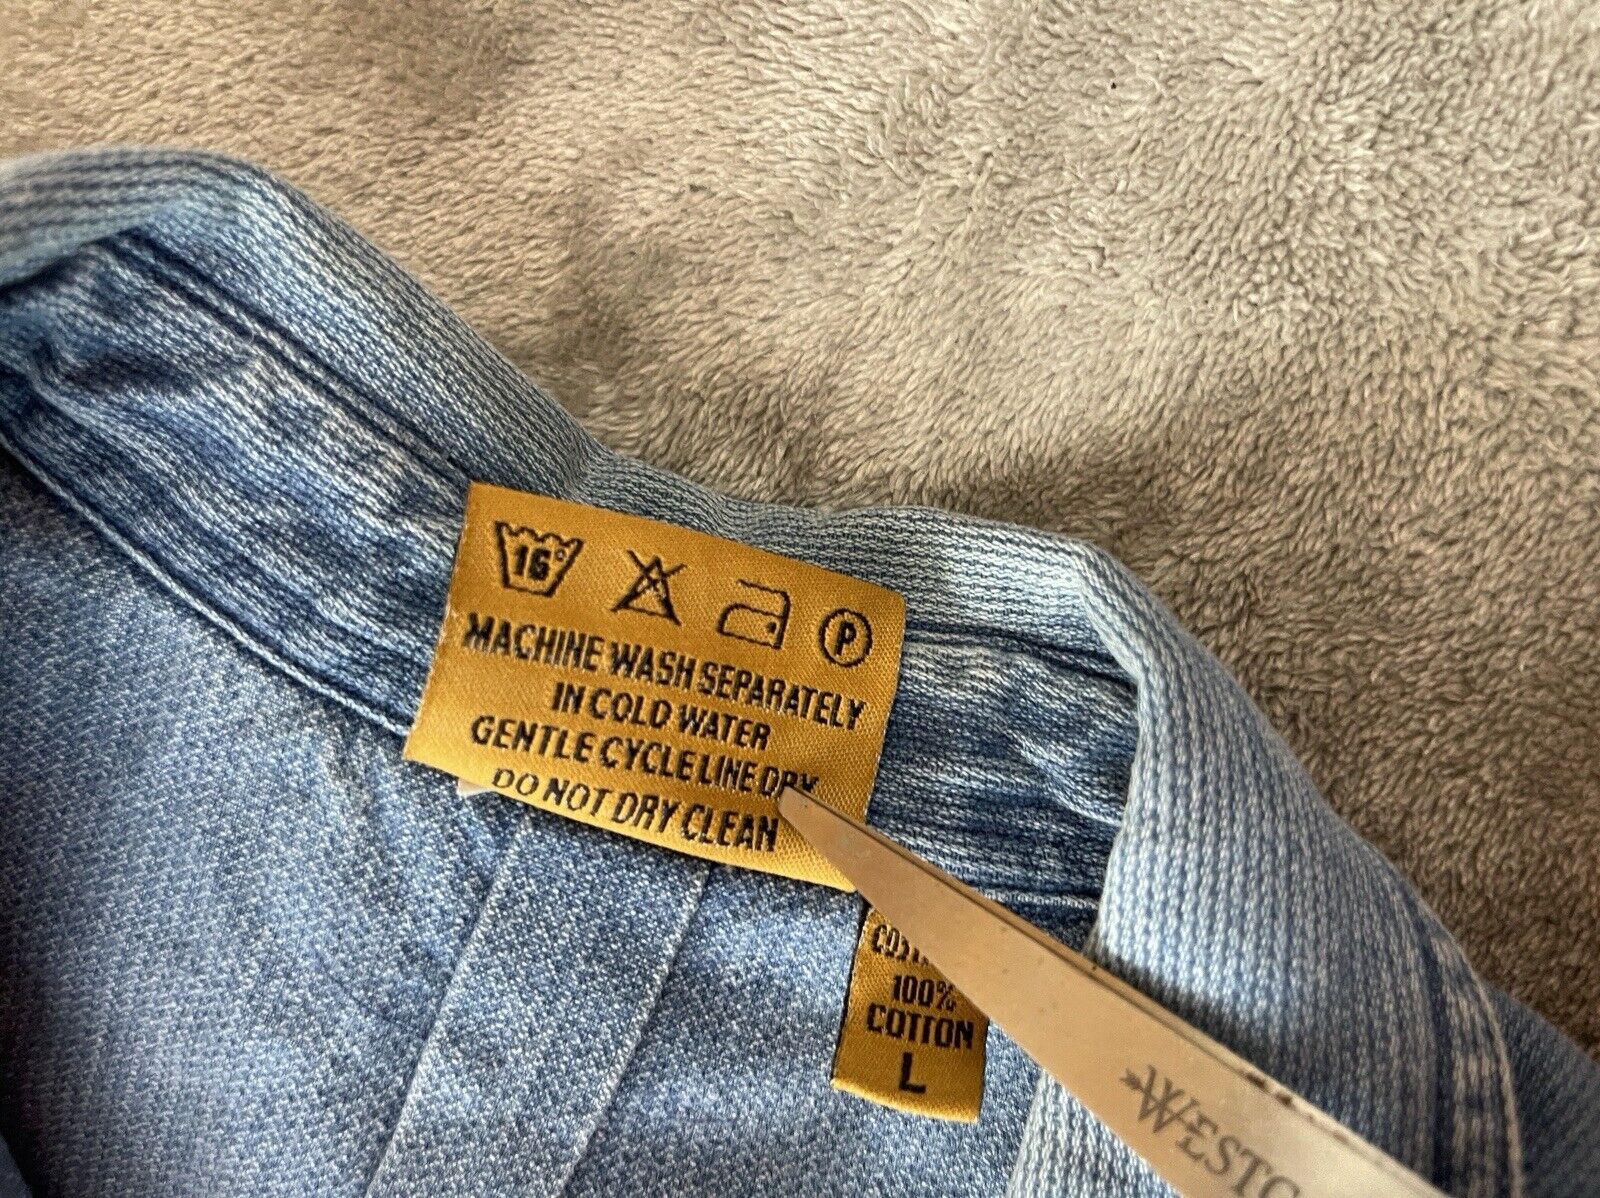 16°
P
MACHINE WASH SEPARATELY
IN COLD WATER
GENTLE CYCLE LINE DRY
DO NOT DRY CLEAN
100%
COTTON
L